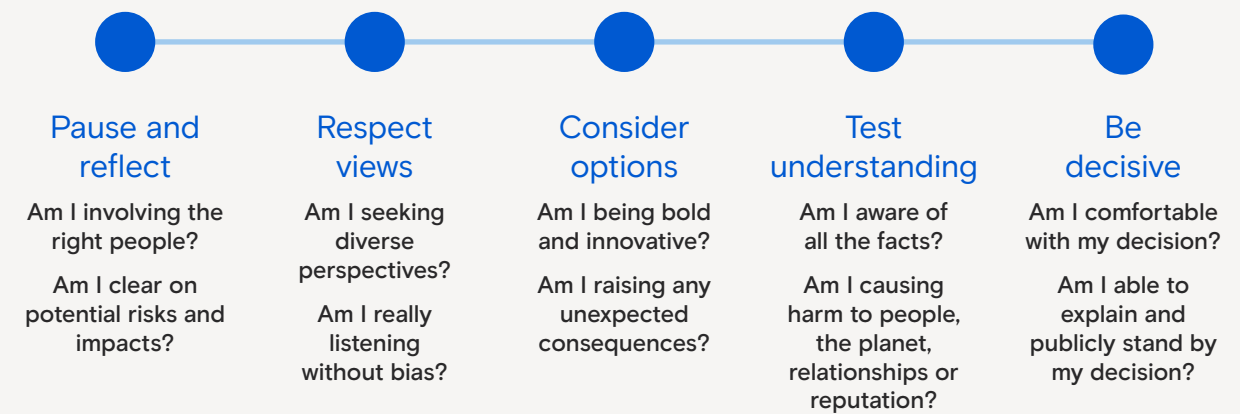 Pause and
reflect
Am I involving the
right people?
Am I clear on
potential risks and
impacts?
Respect
views
Am I seeking
diverse
perspectives?
Am I really
listening
without bias?
Consider
options
Am I being bold
and innovative?
Am I raising any
unexpected
consequences?
Test
understanding
Am I aware of
all the facts?
Am I causing
harm to people,
the planet,
relationships or
reputation?
Be
decisive
Am I comfortable
with my decision?
Am I able to
explain and
publicly stand by
my decision?